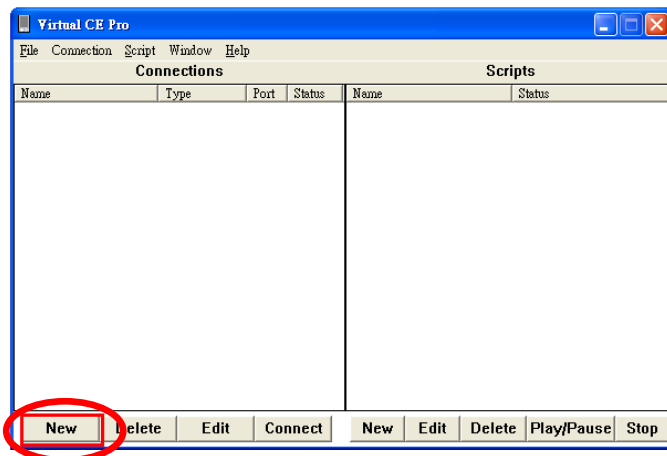 Virtual CE Pro
File Connection Script Window Help
Connections Scripts
Name Type Port Status Name Status
New Delete Edit Connect New Edit Delete Play/Pause Stop